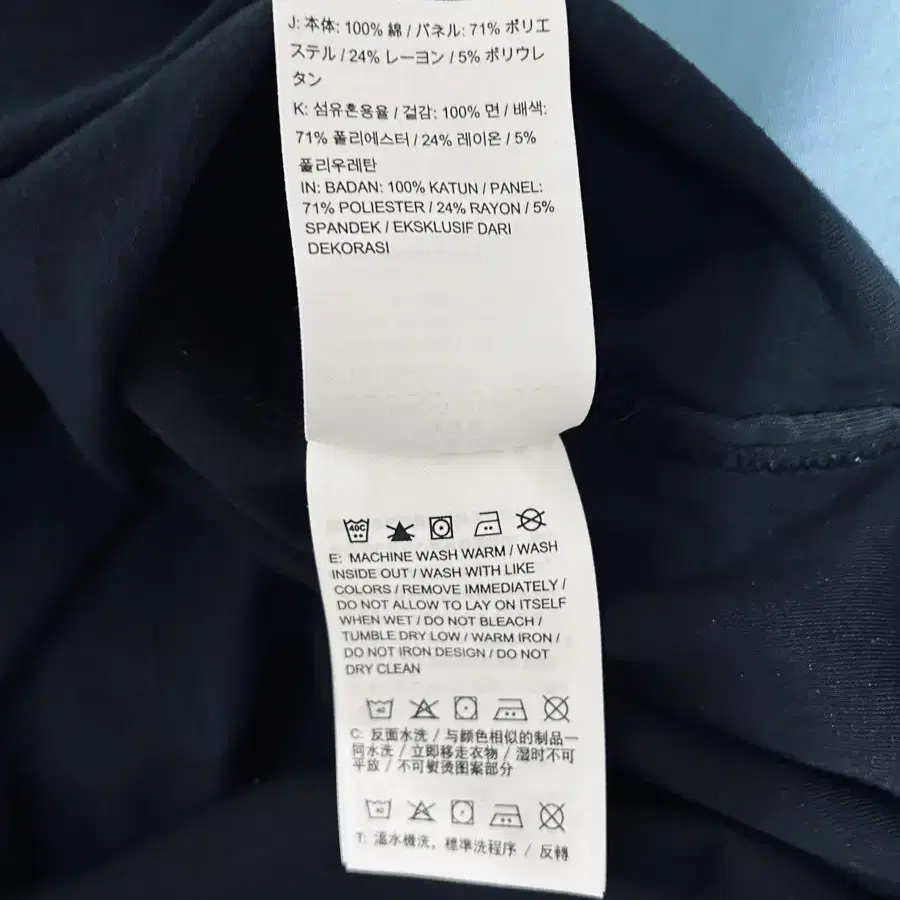 J: 本体: 100% 綿 / パネル: 71% ポリエ
ステル / 24% レーヨン / 5% ポリウレ
タン
K: 섬유혼용율 / 겉감: 100% 면 / 배색:
71% 폴리에스터 / 24% 레이온 / 5%
폴리우레탄
IN: BADAN: 100% KATUN / PANEL:
71% POLIESTER / 24% RAYON / 5%
SPANDEK / EKSKLUSIF DARI
DEKORASI
40C
E: MACHINE WASH WARM / WASH
INSIDE OUT / WASH WITH LIKE
COLORS / REMOVE IMMEDIATELY /
DO NOT ALLOW TO LAY ON ITSELF
WHEN WET / DO NOT BLEACH /
TUMBLE DRY LOW / WARM IRON /
DO NOT IRON DESIGN / DO NOT
DRY CLEAN
40
C: 反面水洗 / 与颜色相似的制品一
同水洗 / 立即移走衣物 / 湿时不可
平放 / 不可熨烫图案部分
40
T: 溫水機洗，標準洗程序 / 反轉